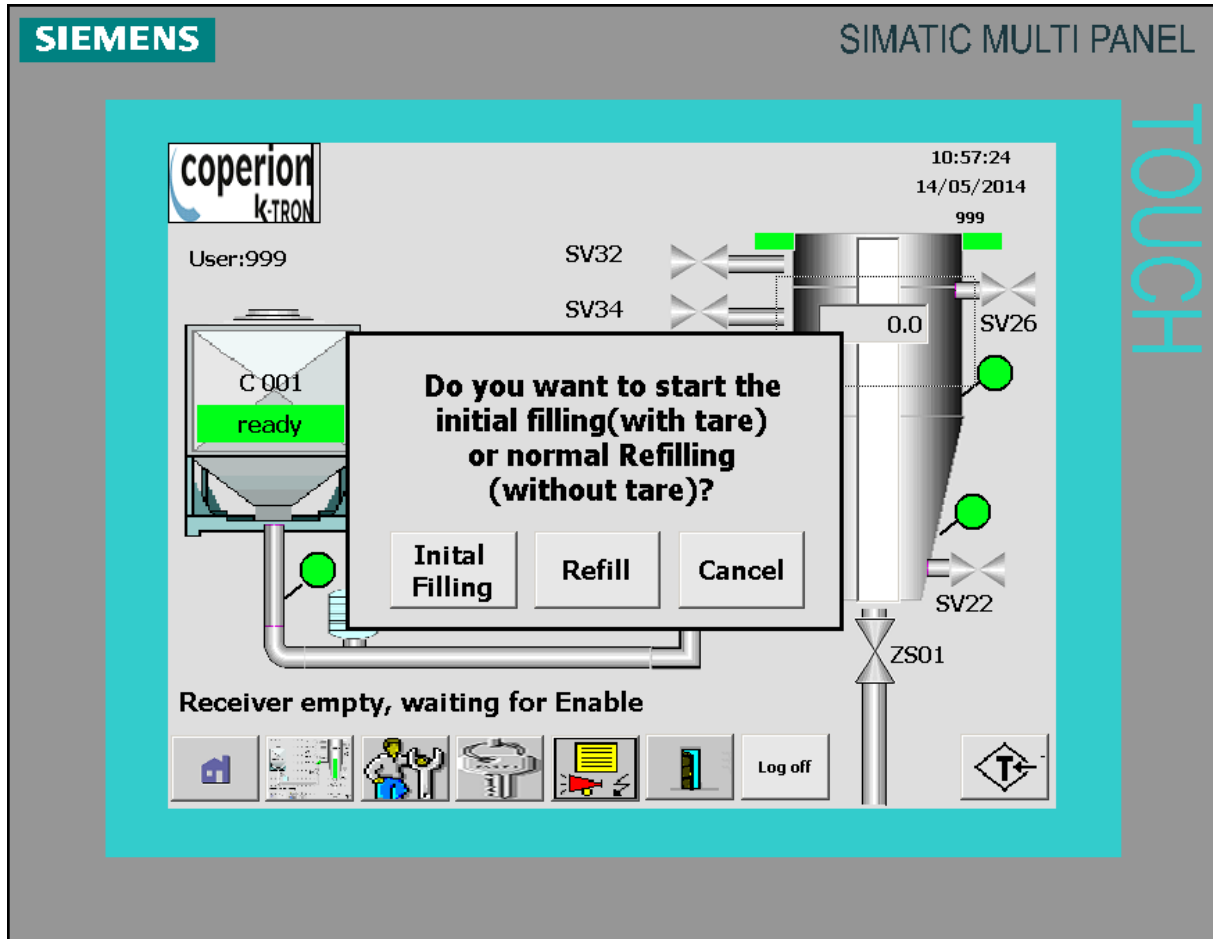 SIEMENS
SIMATIC MULTI PANEL
TOUCH
coperion
K-TRON
10:57:24
14/05/2014
999
User:999
SV32
SV34
SV26
0.0
C 001
ready
Do you want to start the
initial filling(with tare)
or normal Refilling
(without tare)?
Inital
Filling
Refill
Cancel
SV22
ZS01
Receiver empty, waiting for Enable
Log off
T